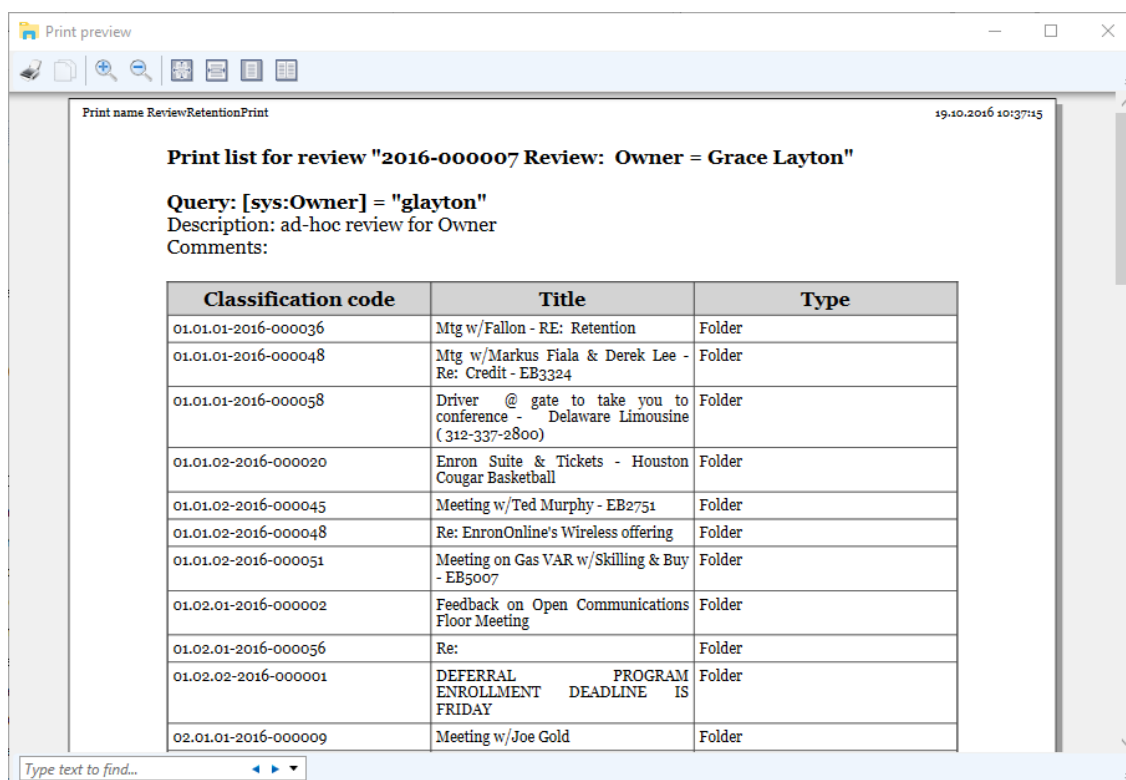 Print preview
Print name ReviewRetentionPrint
19.10.2016 10:37:15
Print list for review "2016-000007 Review:  Owner = Grace Layton"
Query: [sys:Owner] = "glayton"
Description: ad-hoc review for Owner
Comments:
Classification code Title Type
01.01.01-2016-000036 Mtg w/Fallon - RE:  Retention Folder
01.01.01-2016-000048 Mtg w/Markus Fiala & Derek Lee - Folder
Re:  Credit - EB3324
01.01.01-2016-000058 Driver  @ gate to take you to Folder
conference -   Delaware Limousine
( 312-337-2800)
01.01.02-2016-000020 Enron Suite & Tickets - Houston Folder
Cougar Basketball
01.01.02-2016-000045 Meeting w/Ted Murphy - EB2751 Folder
01.01.02-2016-000048 Re: EnronOnline's Wireless offering Folder
01.01.02-2016-000051 Meeting on Gas VAR w/Skilling & Buy Folder
- EB5007
01.02.01-2016-000002 Feedback on Open Communications Folder
Floor Meeting
01.02.01-2016-000056 Re: Folder
01.02.02-2016-000001 DEFERRAL PROGRAM Folder
ENROLLMENT DEADLINE IS
FRIDAY
02.01.01-2016-000009 Meeting w/Joe Gold Folder
Type text to find...